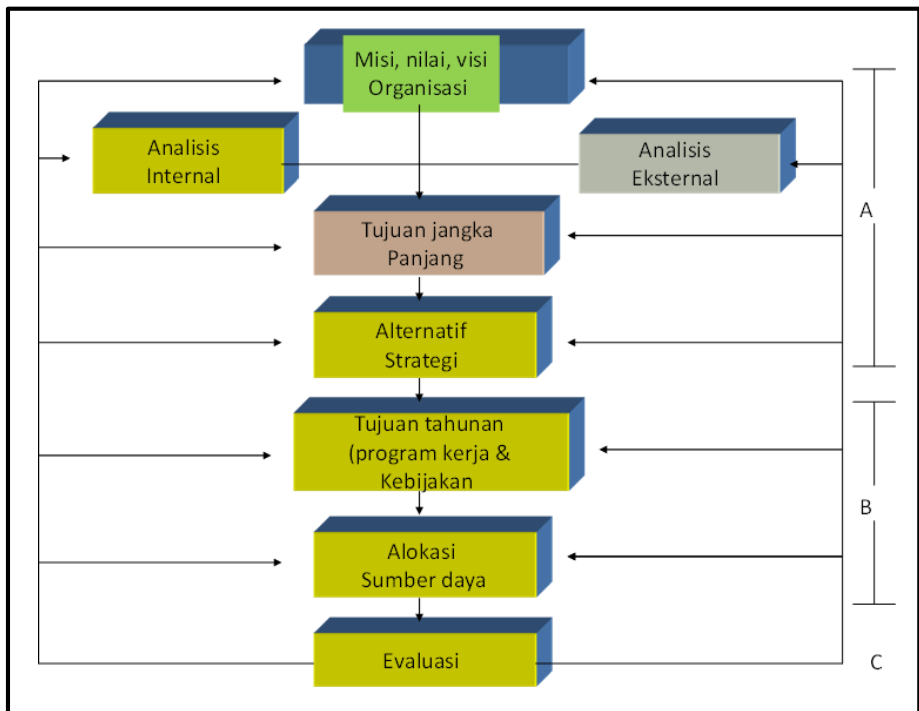 Misi, nilai, visi
Organisasi
Analisis
Internal
Analisis
Eksternal
A
Tujuan jangka
Panjang
Alternatif
Strategi
Tujuan tahunan
(program kerja &
Kebijakan
B
Alokasi
Sumber daya
Evaluasi
C